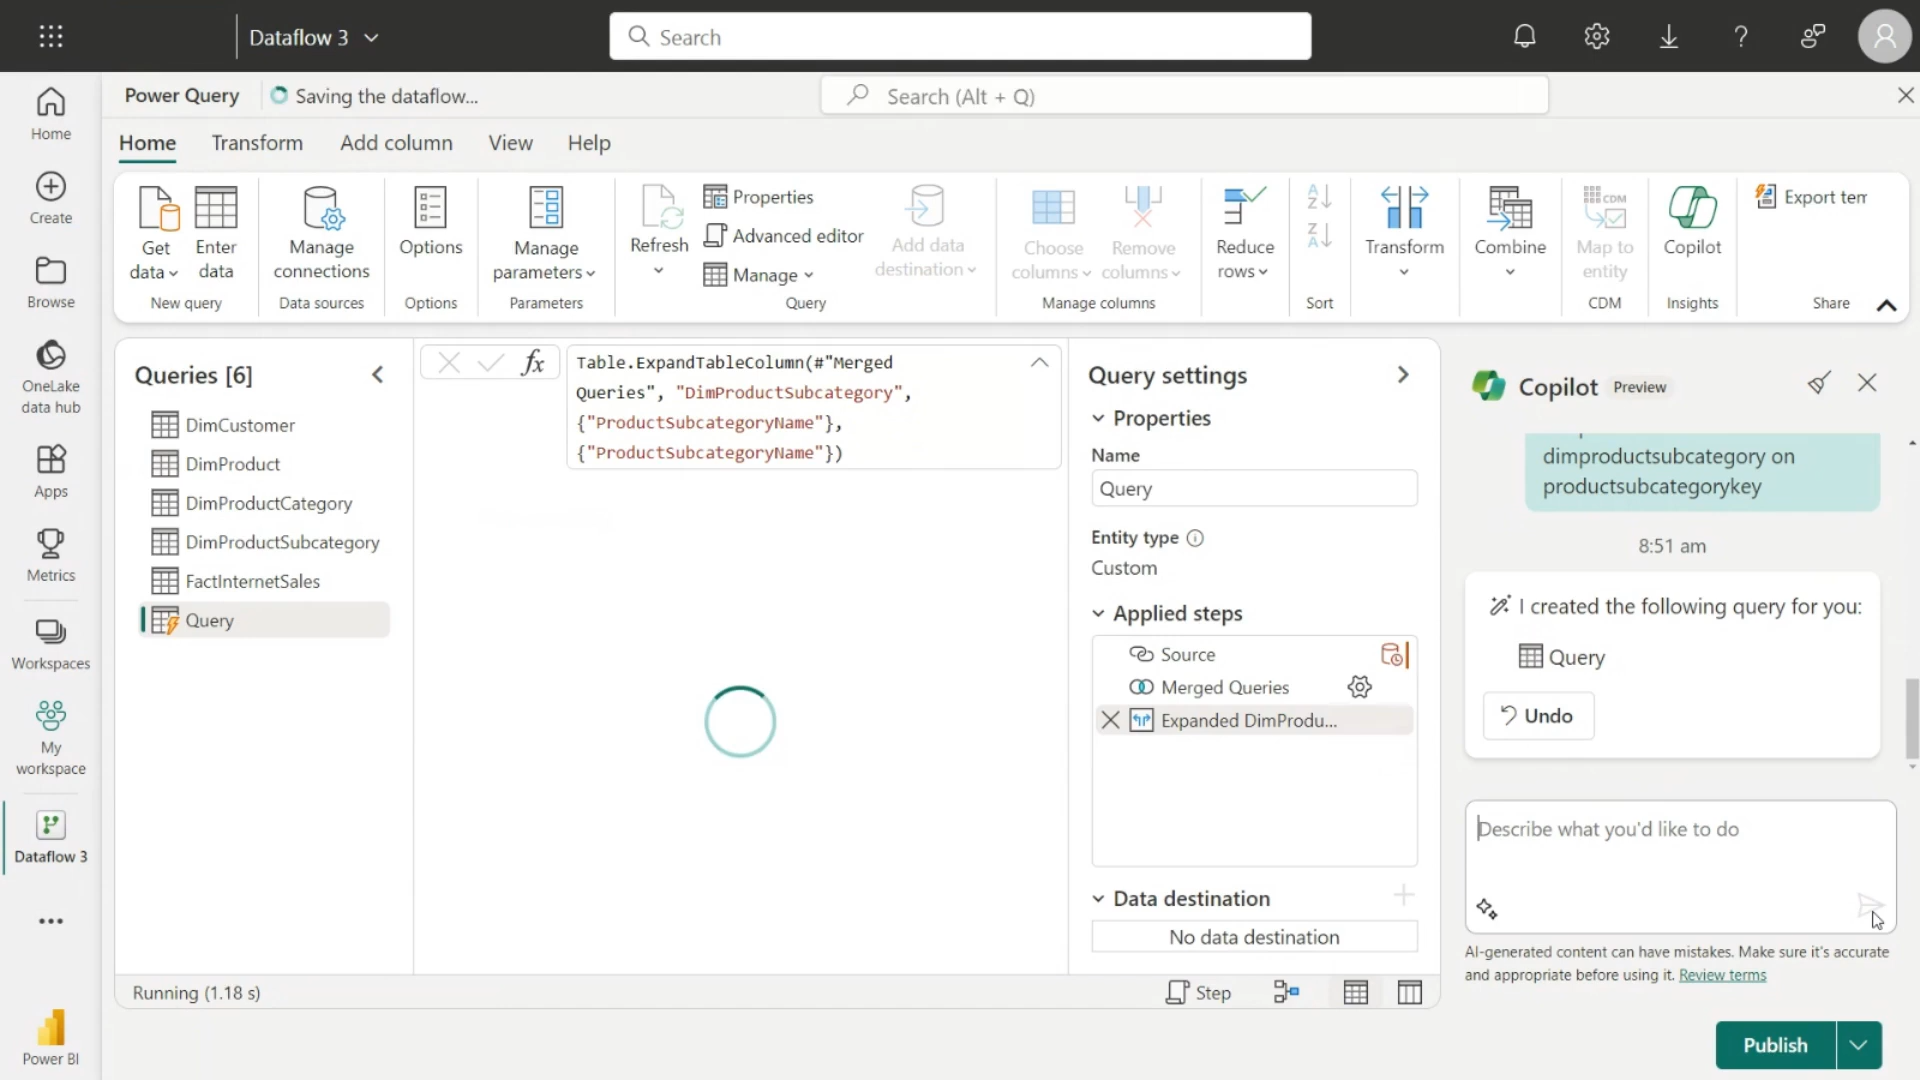 Dataflow 3
Search
Power Query
Saving the dataflow...
Search (Alt + Q)
Home
Transform
Add column
View
Help
Home
Create
Browse
OneLake
data hub
Apps
Metrics
Workspaces
My
workspace
Dataflow 3
Power BI
Get
data
Enter
data
New query
Manage
connections
Data sources
Options
Options
Manage
parameters
Parameters
Refresh
Properties
Advanced editor
Manage
Add data
destination
Query
Choose
columns
Remove
columns
Manage columns
Reduce
rows
A
Z
Z
A
Sort
Transform
Combine
CDM
Map to
entity
CDM
Copilot
Insights
Export tem
Share
Queries [6]
DimCustomer
DimProduct
DimProductCategory
DimProductSubcategory
FactInternetSales
Query
fx
Table.ExpandTableColumn(#"Merged
Queries", "DimProductSubcategory",
{"ProductSubcategoryName"},
{"ProductSubcategoryName"})
Query settings
Properties
Name
Query
Entity type
Custom
Applied steps
Source
Merged Queries
Expanded DimProdu...
Data destination
No data destination
Running (1.18 s)
Step
Copilot Preview
dimproductsubcategory on
productsubcategorykey
8:51 am
I created the following query for you:
Query
Undo
Describe what you'd like to do
AI-generated content can have mistakes. Make sure it's accurate
and appropriate before using it. Review terms
Publish